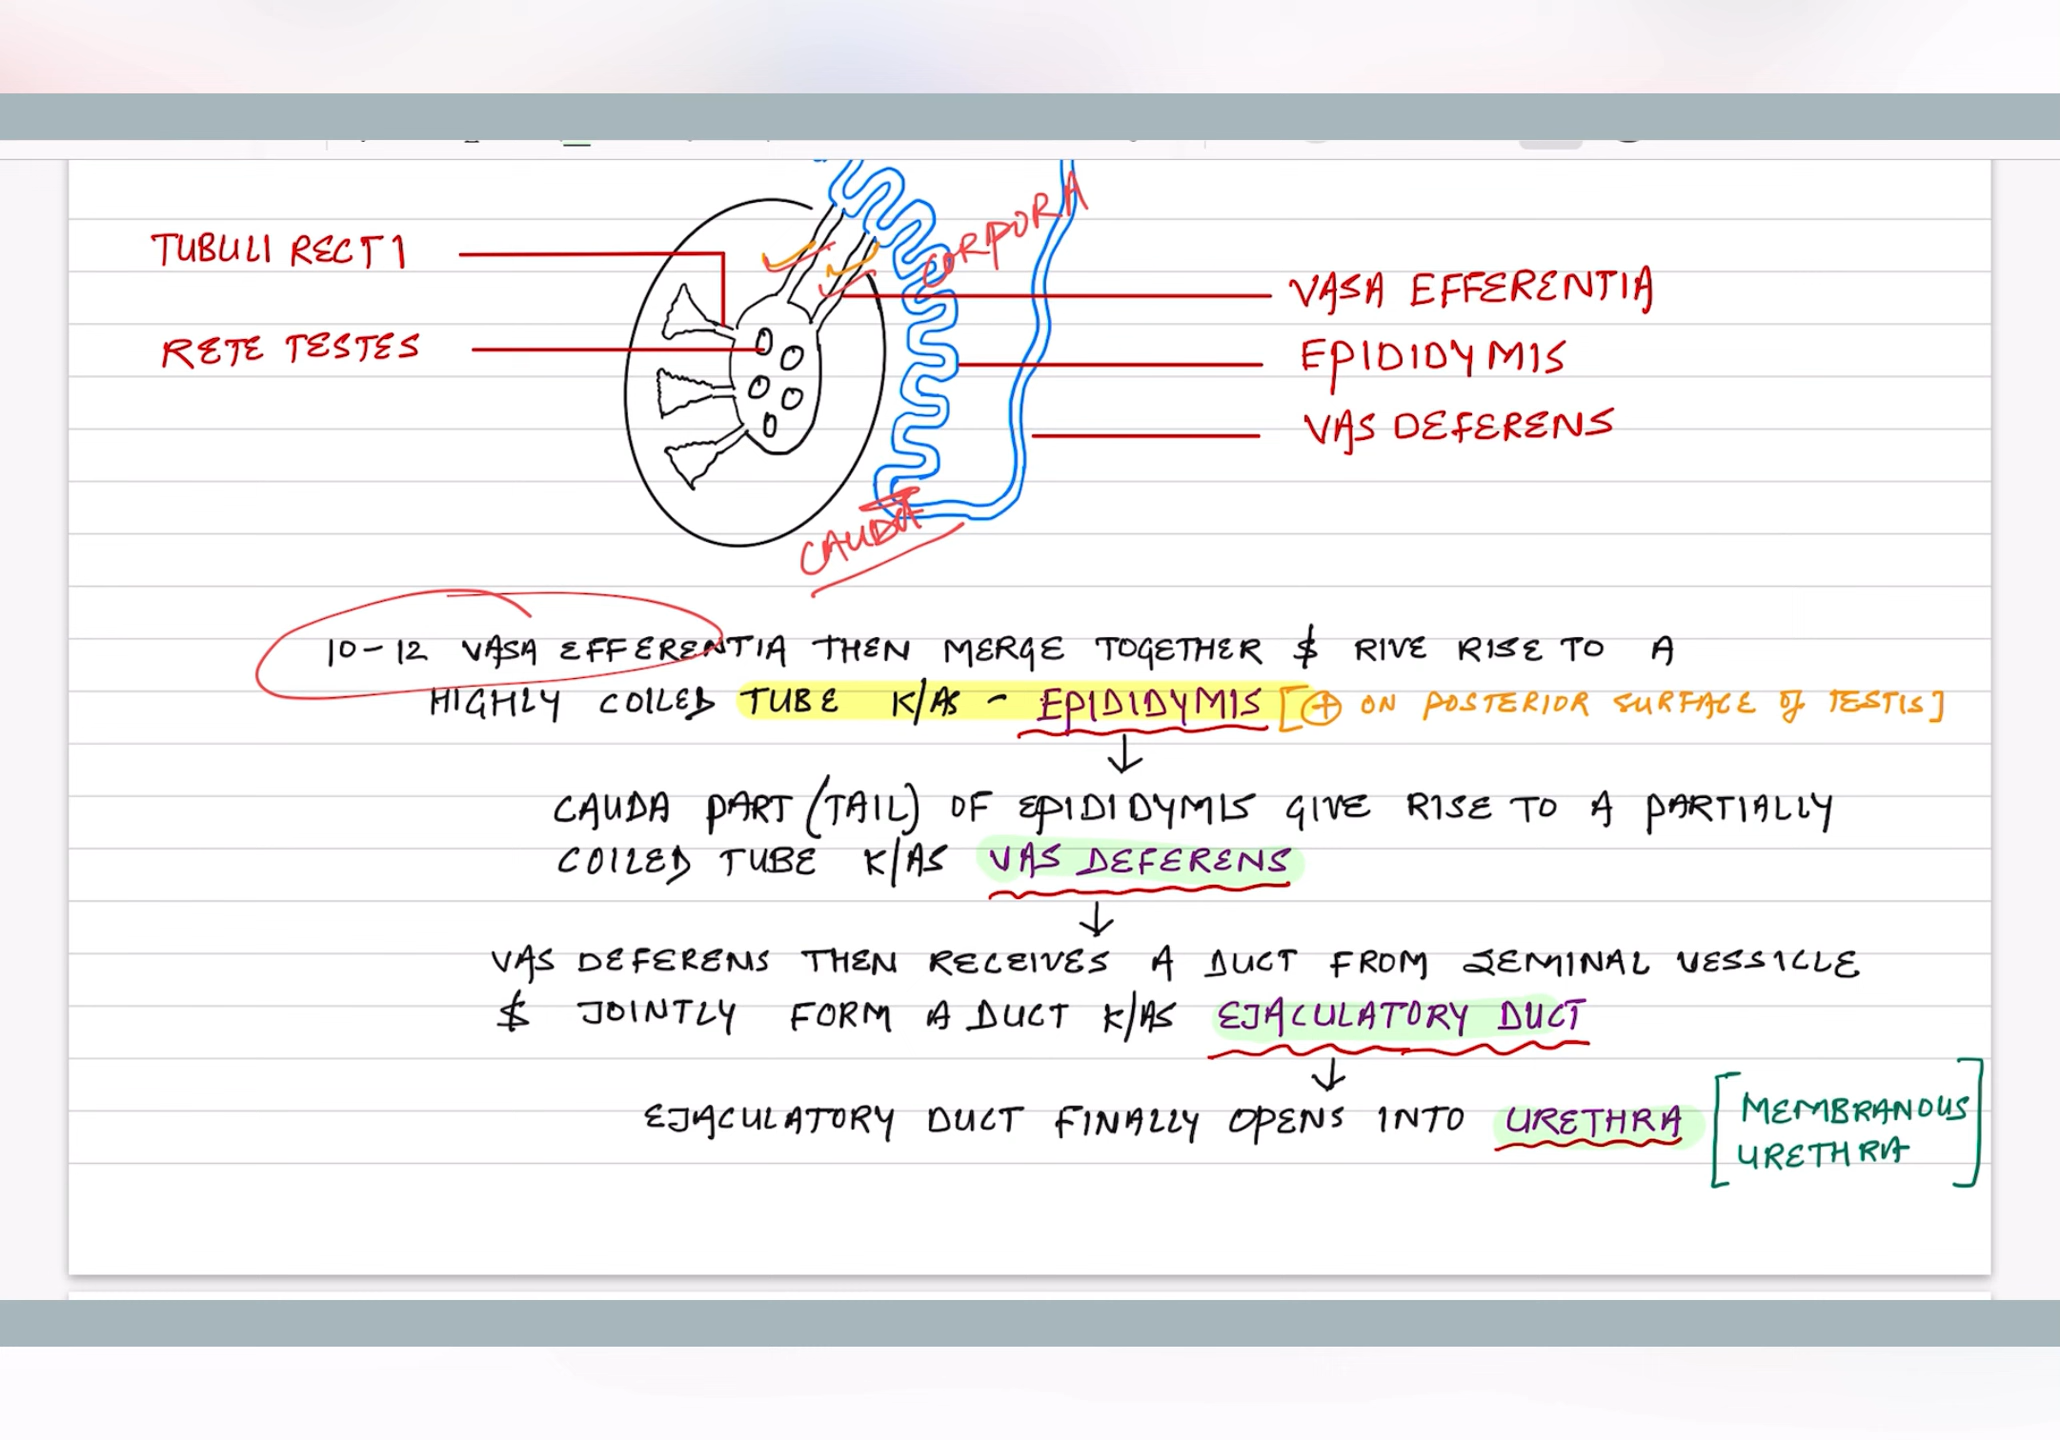 CORPORA
TUBULI RECTI
VASA EFFERENTIA
RETE TESTES
EPIDIDYMIS
VAS DEFERENS
CAUDA
10-12 VASA EFFERENTIA THEN MERGE TOGETHER & RIVE RISE TO A
HIGHLY COILED TUBE K/AS - EPIDIDYMIS [⊕ ON POSTERIOR SURFACE of TESTIS]
↓
CAUDA PART (TAIL) OF EPIDIDYMIS GIVE RISE TO A PARTIALLY
COILED TUBE K/AS VAS DEFERENS
↓
VAS DEFERENS THEN RECEIVES A DUCT FROM SEMINAL VESSICLE
& JOINTLY FORM A DUCT K/AS EJACULATORY DUCT
↓
EJACULATORY DUCT FINALLY OPENS INTO URETHRA [MEMBRANOUS
URETHRA]